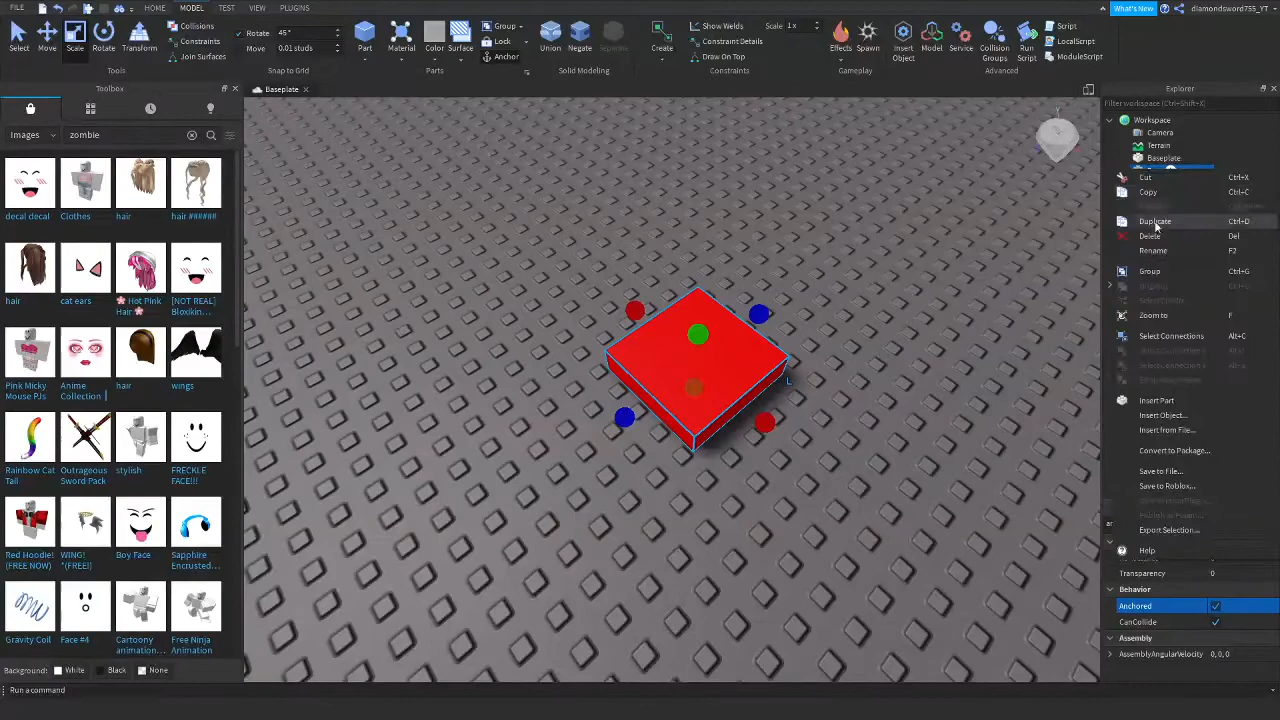 FILE
HOME
MODEL
TEST
VIEW
PLUGINS
What's New
diamondsword755_YT
Select
Move
Scale
Rotate
Transform
Collisions
Constraints
Join Surfaces
Tools
Rotate 45°
Move 0.01 studs
Snap to Grid
Part
Material
Color
Surface
Group
Lock
Anchor
Parts
Union
Negate
Separate
Solid Modeling
Create
Show Welds
Constraint Details
Draw On Top
Scale 1x
Constraints
Effects
Spawn
Gameplay
Insert
Object
Model
Service
Collision
Groups
Run
Script
Script
LocalScript
ModuleScript
Advanced
Toolbox
Images
zombie
decal decal
Clothes
hair
hair ######
hair
cat ears
Hot Pink
Hair
[NOT REAL]
Bloxikin...
Pink Micky
Mouse PJs
Anime
Collection |
hair
wings
Rainbow Cat
Tail
Outrageous
Sword Pack
stylish
FRECKLE
FACE!!!
Red Hoodie!
(FREE NOW)
WING!
*(FREE!)
Boy Face
Sapphire
Encrusted...
Gravity Coil
Face #4
Cartoony
animation...
Free Ninja
Animation
Background:
White
Black
None
Run a command
Baseplate
Explorer
Filter workspace (Ctrl+Shift+X)
Workspace
Camera
Terrain
Baseplate
Cut Ctrl+X
Copy Ctrl+C
Duplicate Ctrl+D
Delete Del
Rename F2
Group Ctrl+G
Zoom to F
Select Connections Alt+C
Insert Part
Insert Object...
Insert from File...
Convert to Package...
Save to File...
Save to Roblox...
Export Selection...
Help
Transparency 0
Behavior
Anchored
CanCollide
Assembly
AssemblyAngularVelocity 0, 0, 0